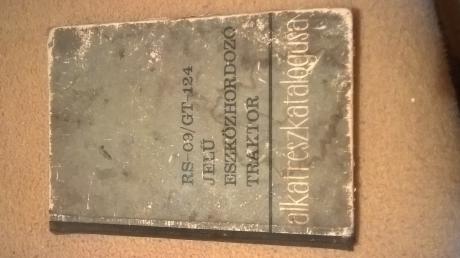 RS-09/GT-124
JELŰ
ESZKÖZHORDOZÓ
TRAKTOR
alkatrészkatalógusa